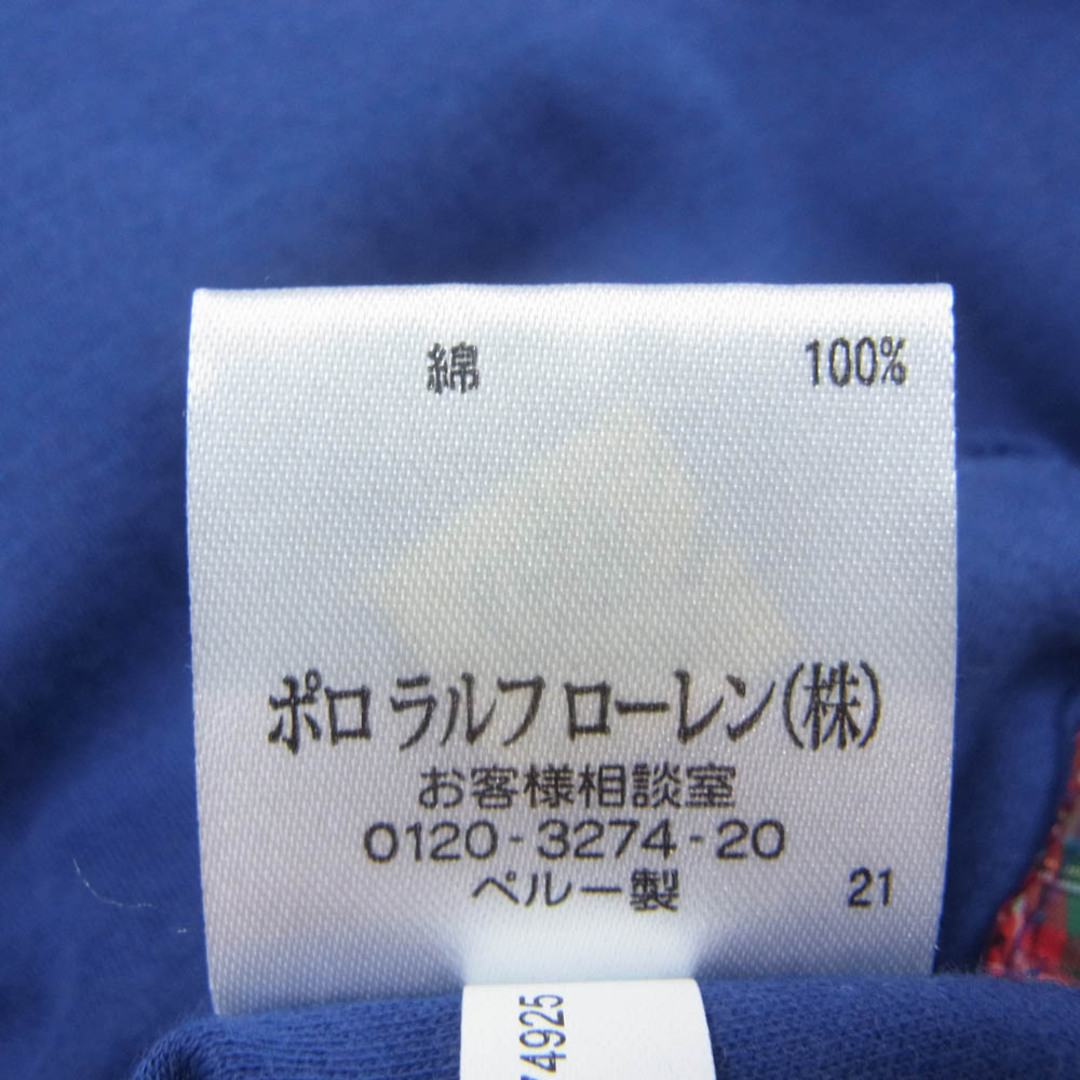 綿 100%
ポロ ラルフ ローレン(株)
お客様相談室
0120-3274-20
ペルー製 21
74925